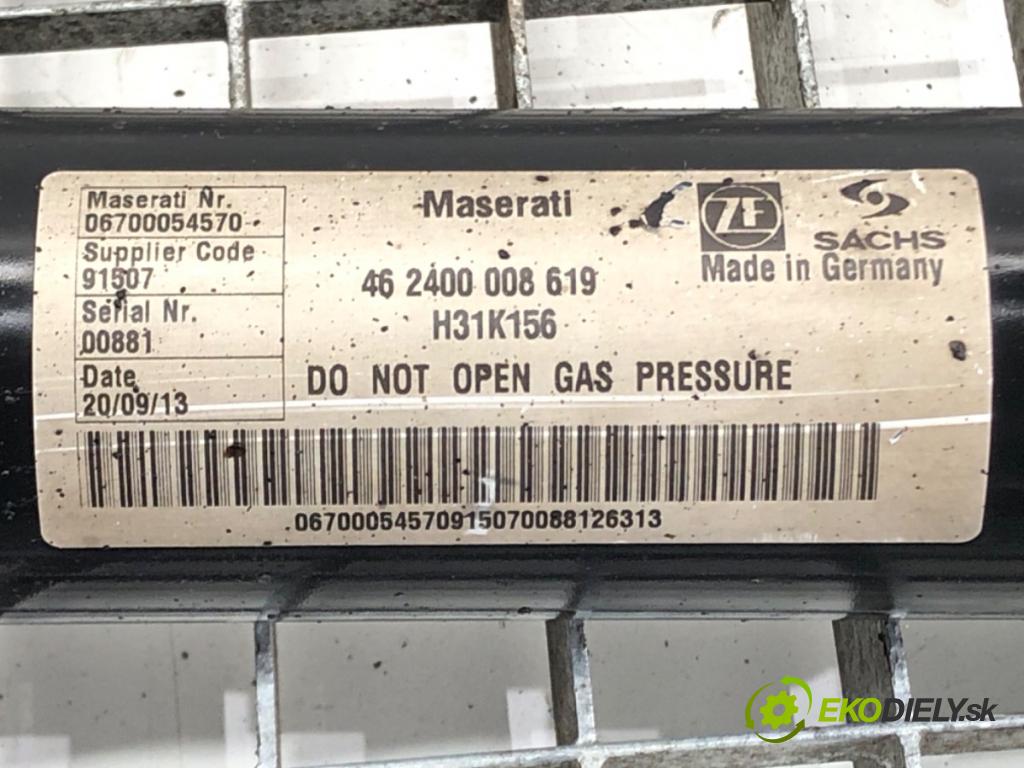 Maserati Nr.
06700054570
Supplier Code
91507
Serial Nr.
00881
Date
20/09/13
Maserati
46 2400 008 619
H31K156
DO NOT OPEN GAS PRESSURE
ZF
SACHS
Made in Germany
06700054570915070088126313
EKODIELY.sk